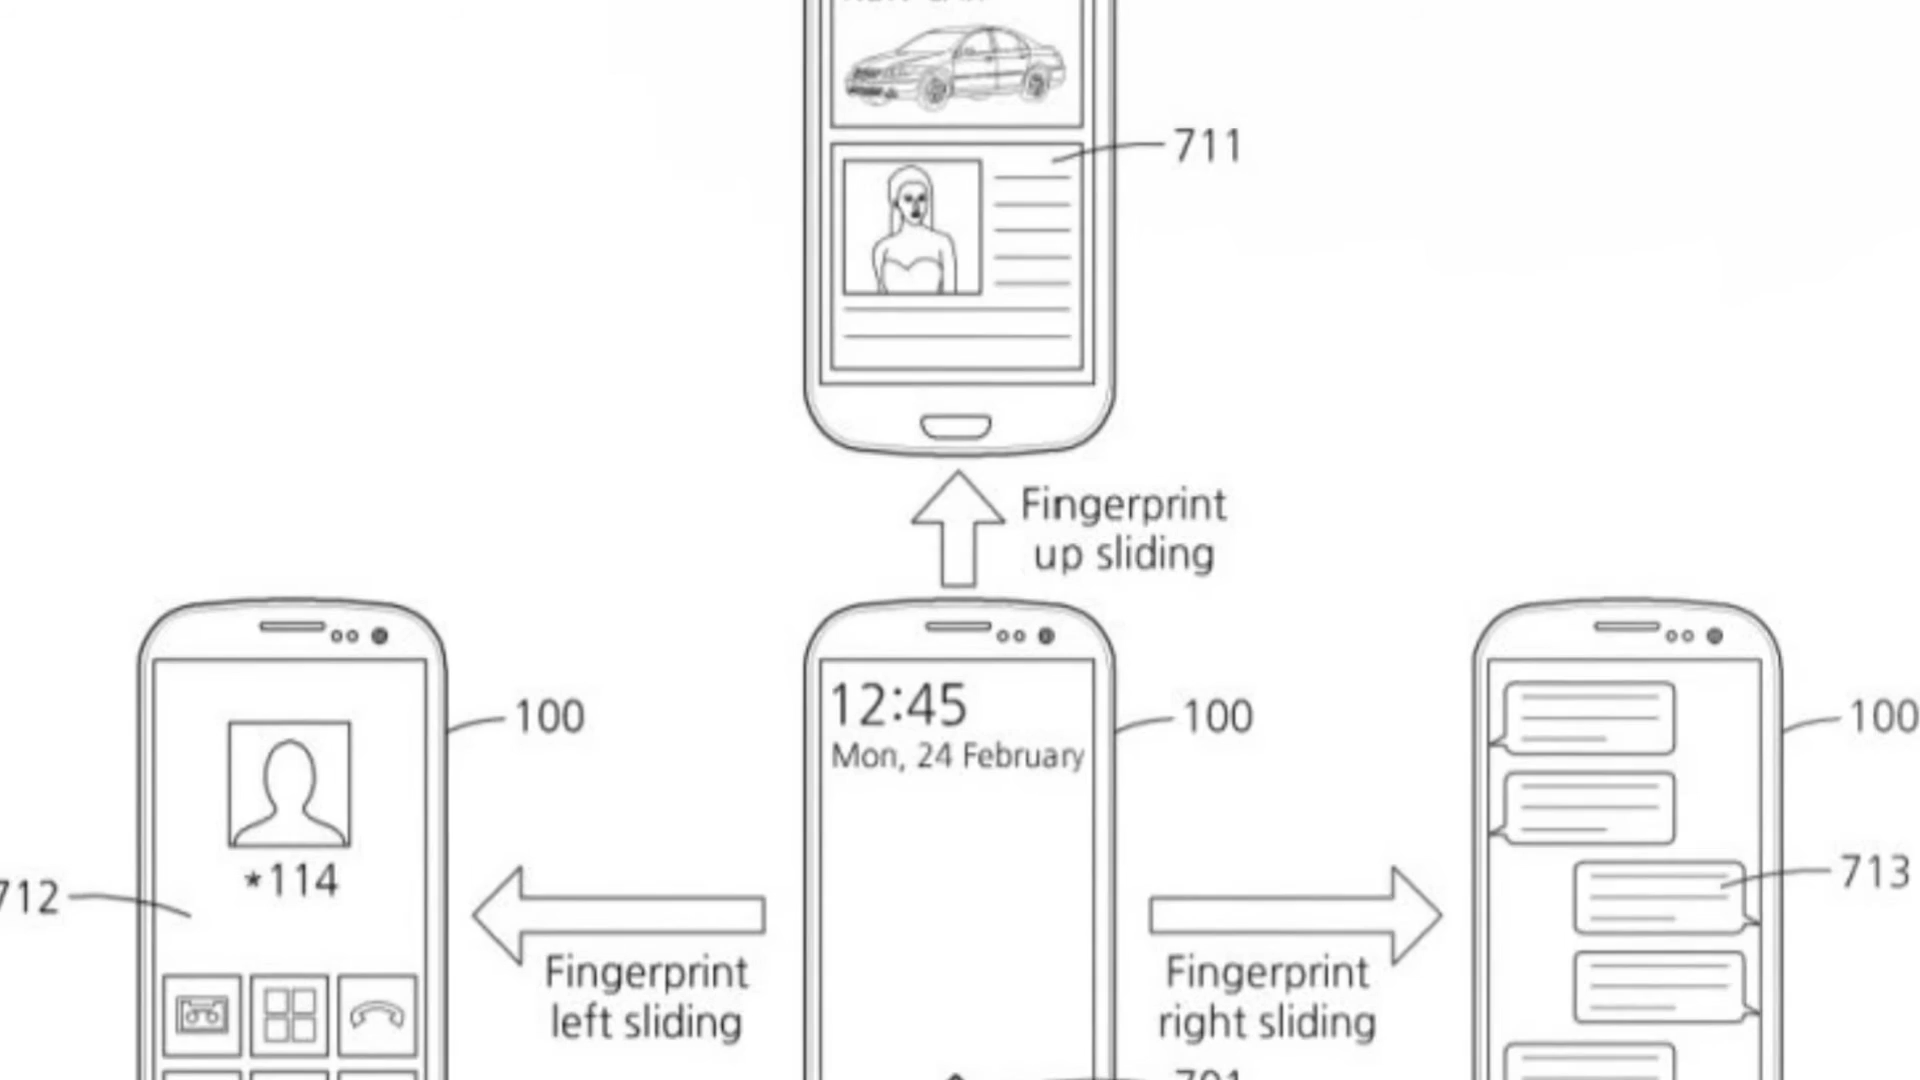 711
Fingerprint
up sliding
100
12:45
Mon, 24 February
100
100
*114
712
713
Fingerprint
left sliding
Fingerprint
right sliding